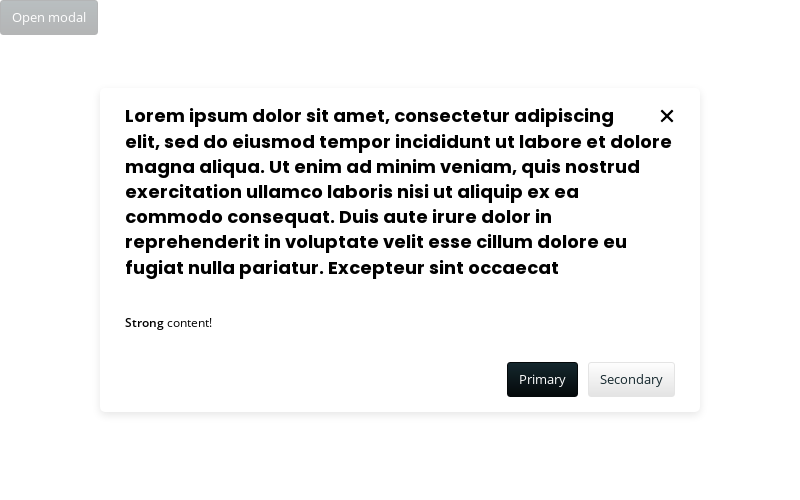 Open modal
Lorem ipsum dolor sit amet, consectetur adipiscing
elit, sed do eiusmod tempor incididunt ut labore et dolore
magna aliqua. Ut enim ad minim veniam, quis nostrud
exercitation ullamco laboris nisi ut aliquip ex ea
commodo consequat. Duis aute irure dolor in
reprehenderit in voluptate velit esse cillum dolore eu
fugiat nulla pariatur. Excepteur sint occaecat
Strong content!
Primary
Secondary